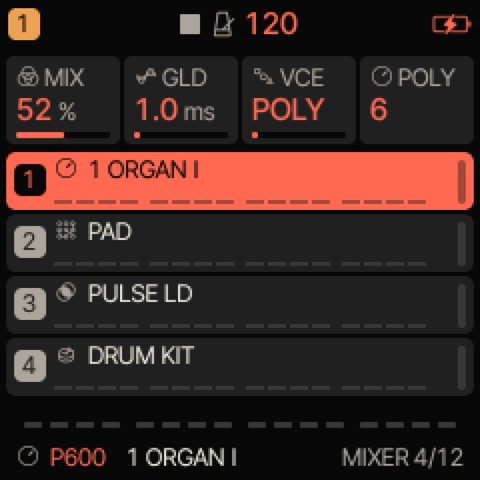 1 120
MIX GLD VCE POLY
52 % 1.0 ms POLY 6
1 1 ORGAN I
2 PAD
3 PULSE LD
4 DRUM KIT
P600 1 ORGAN I MIXER 4/12